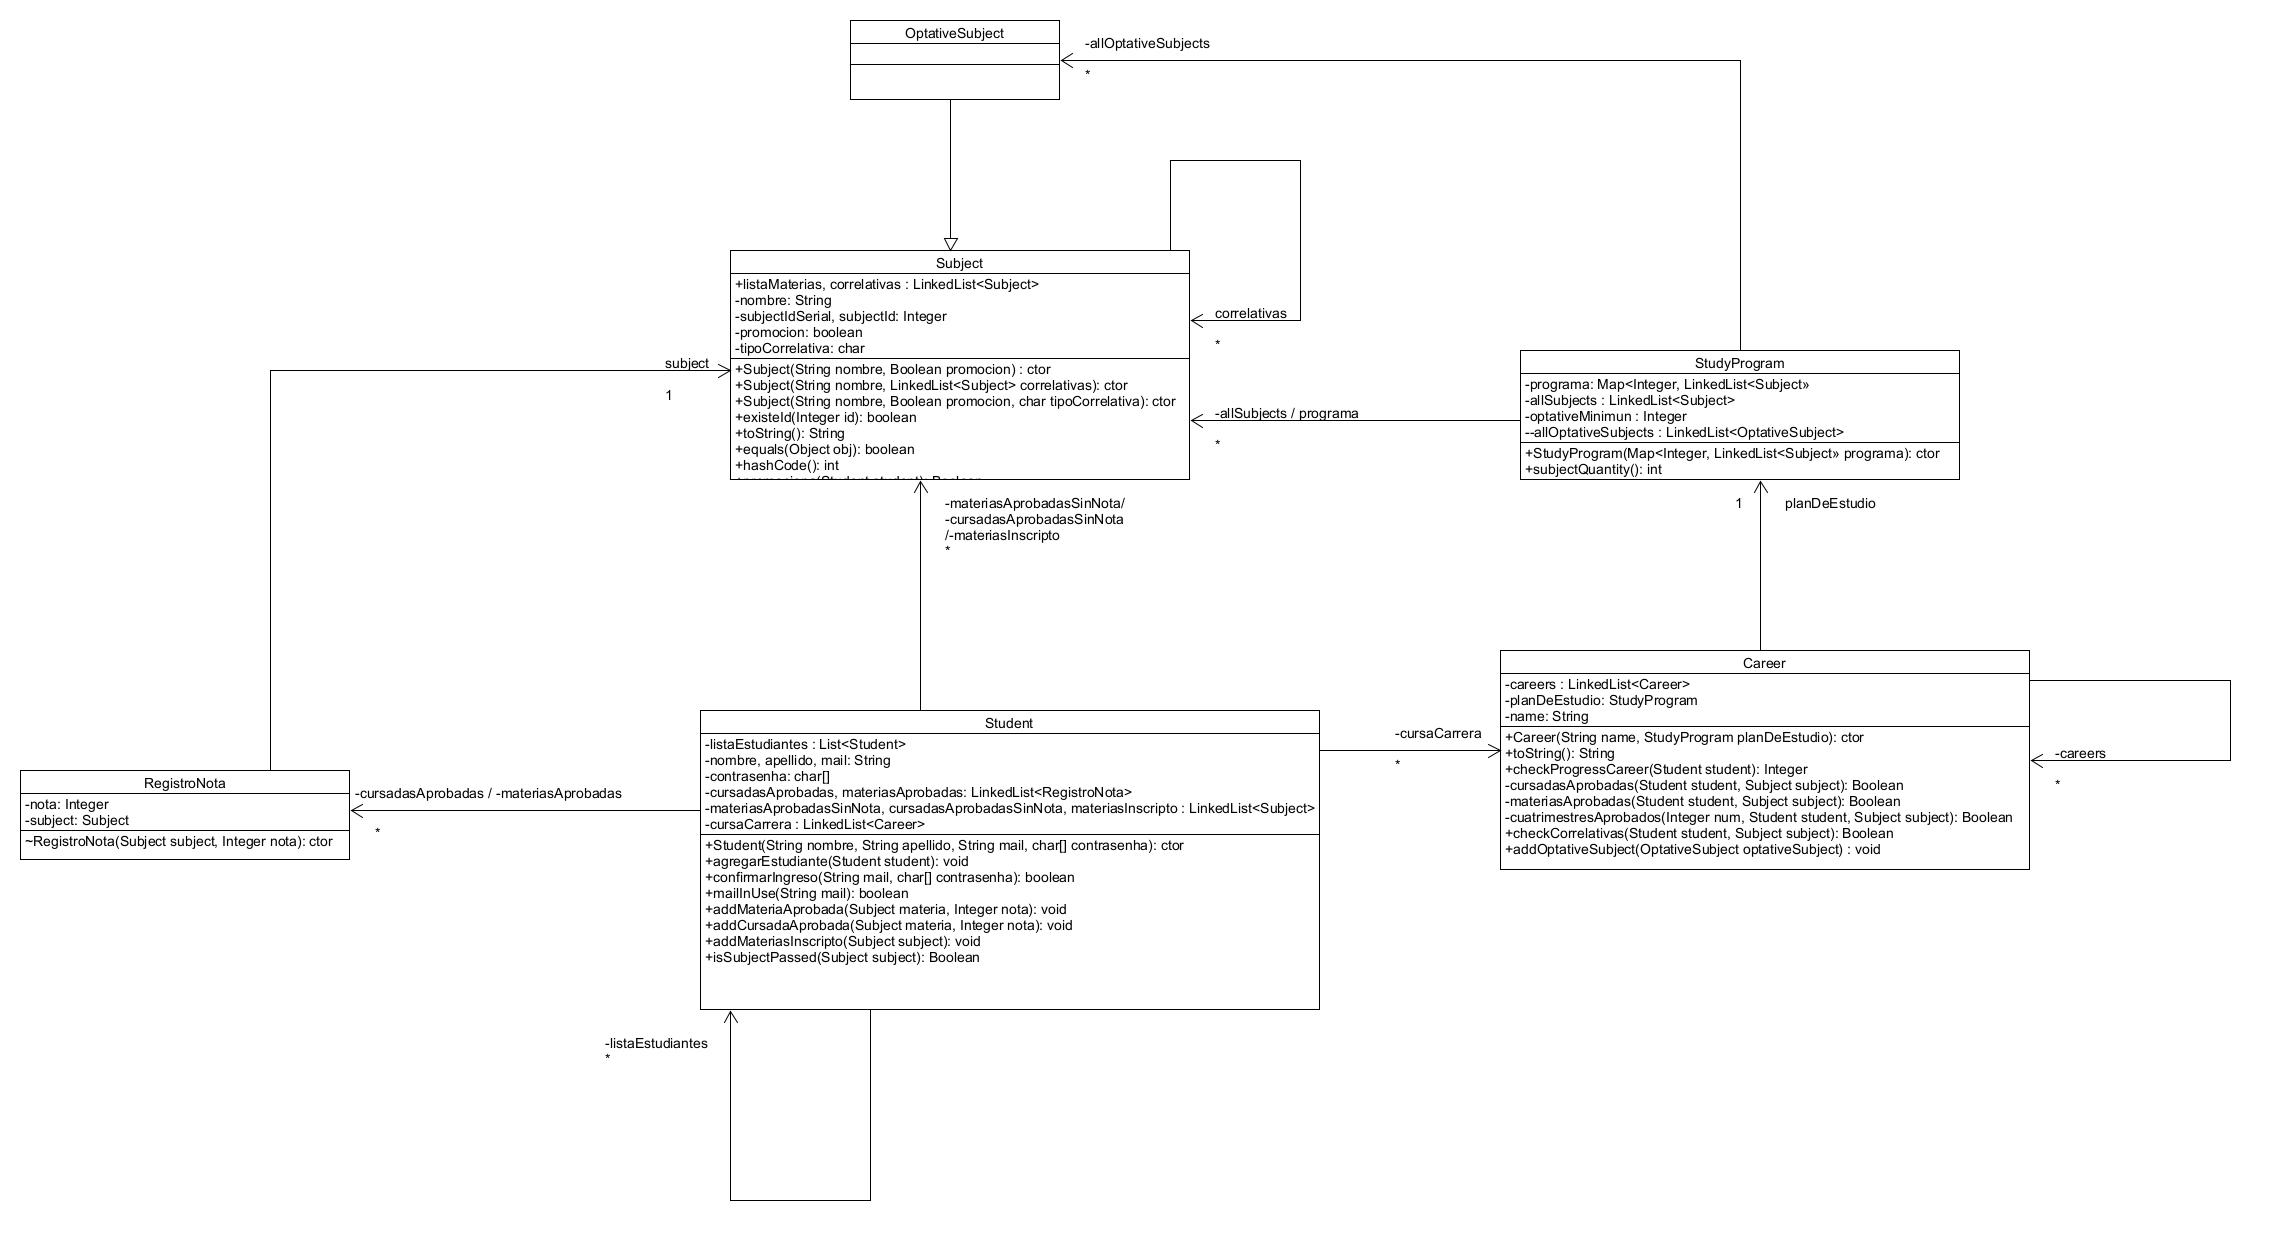 OptativeSubject
-allOptativeSubjects
*
Subject
+listaMaterias, correlativas : LinkedList<Subject>
-nombre: String
-subjectIdSerial, subjectId: Integer
-promocion: boolean
-tipoCorrelativa: char
+Subject(String nombre, Boolean promocion) : ctor
+Subject(String nombre, LinkedList<Subject> correlativas): ctor
+Subject(String nombre, Boolean promocion, char tipoCorrelativa): ctor
+existeId(Integer id): boolean
+toString(): String
+equals(Object obj): boolean
+hashCode(): int
correlativas
*
subject
1
-allSubjects / programa
*
StudyProgram
-programa: Map<Integer, LinkedList<Subject»
-allSubjects : LinkedList<Subject>
-optativeMinimun : Integer
--allOptativeSubjects : LinkedList<OptativeSubject>
+StudyProgram(Map<Integer, LinkedList<Subject» programa): ctor
+subjectQuantity(): int
-materiasAprobadasSinNota/
-cursadasAprobadasSinNota
/-materiasInscripto
*
1
planDeEstudio
Career
-careers : LinkedList<Career>
-planDeEstudio: StudyProgram
-name: String
+Career(String name, StudyProgram planDeEstudio): ctor
+toString(): String
+checkProgressCareer(Student student): Integer
-cursadasAprobadas(Student student, Subject subject): Boolean
-materiasAprobadas(Student student, Subject subject): Boolean
-cuatrimestresAprobados(Integer num, Student student, Subject subject): Boolean
+checkCorrelativas(Student student, Subject subject): Boolean
+addOptativeSubject(OptativeSubject optativeSubject) : void
-careers
*
Student
-listaEstudiantes : List<Student>
-nombre, apellido, mail: String
-contrasenha: char[]
-cursadasAprobadas, materiasAprobadas: LinkedList<RegistroNota>
-materiasAprobadasSinNota, cursadasAprobadasSinNota, materiasInscripto : LinkedList<Subject>
-cursaCarrera : LinkedList<Career>
+Student(String nombre, String apellido, String mail, char[] contrasenha): ctor
+agregarEstudiante(Student student): void
+confirmarIngreso(String mail, char[] contrasenha): boolean
+mailInUse(String mail): boolean
+addMateriaAprobada(Subject materia, Integer nota): void
+addCursadaAprobada(Subject materia, Integer nota): void
+addMateriasInscripto(Subject subject): void
+isSubjectPassed(Subject subject): Boolean
-cursaCarrera
*
RegistroNota
-nota: Integer
-subject: Subject
~RegistroNota(Subject subject, Integer nota): ctor
-cursadasAprobadas / -materiasAprobadas
*
-listaEstudiantes
*